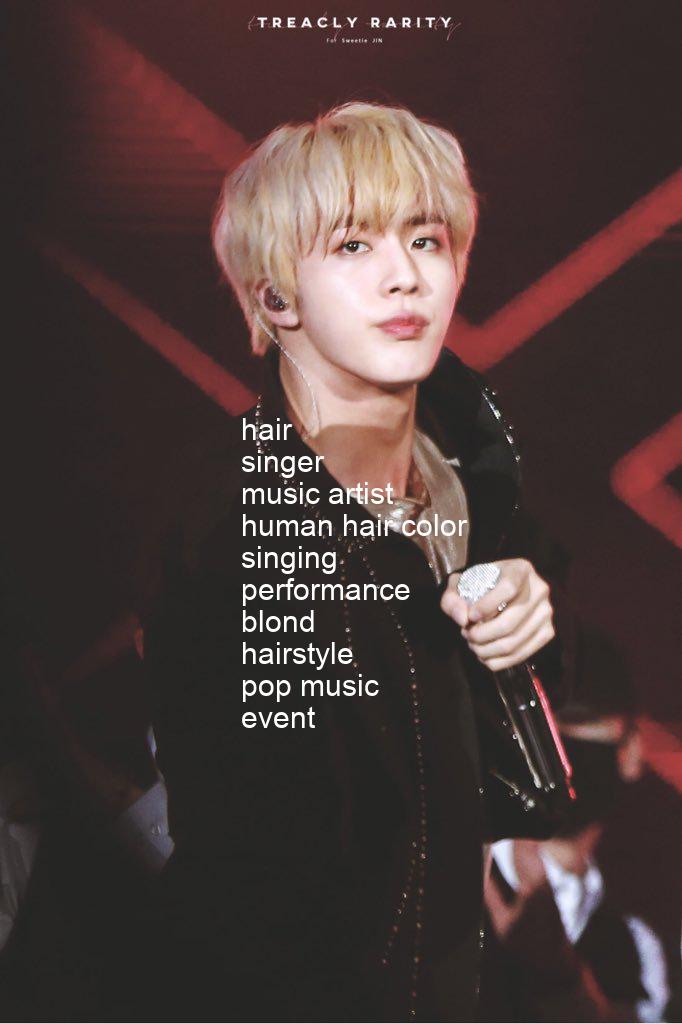 TREACLY RARITY
For Sweetie JIN
hair
singer
music artist
human hair color
singing
performance
blond
hairstyle
pop music
event